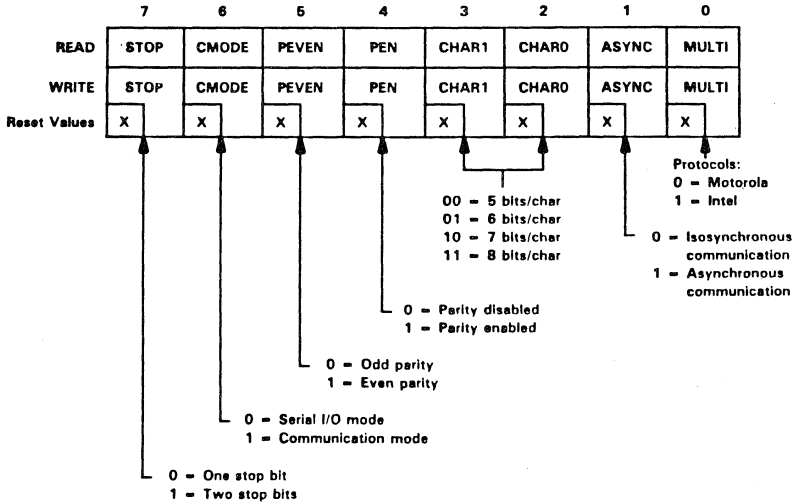 7 6 5 4 3 2 1 0
READ STOP CMODE PEVEN PEN CHAR1 CHAR0 ASYNC MULTI
WRITE STOP CMODE PEVEN PEN CHAR1 CHAR0 ASYNC MULTI
Reset Values X X X X X X X X
Protocols:
0 = Motorola
1 = Intel
00 = 5 bits/char
01 = 6 bits/char
10 = 7 bits/char
11 = 8 bits/char
0 = Isosynchronous
communication
1 = Asynchronous
communication
0 = Parity disabled
1 = Parity enabled
0 = Odd parity
1 = Even parity
0 = Serial I/O mode
1 = Communication mode
0 = One stop bit
1 = Two stop bits